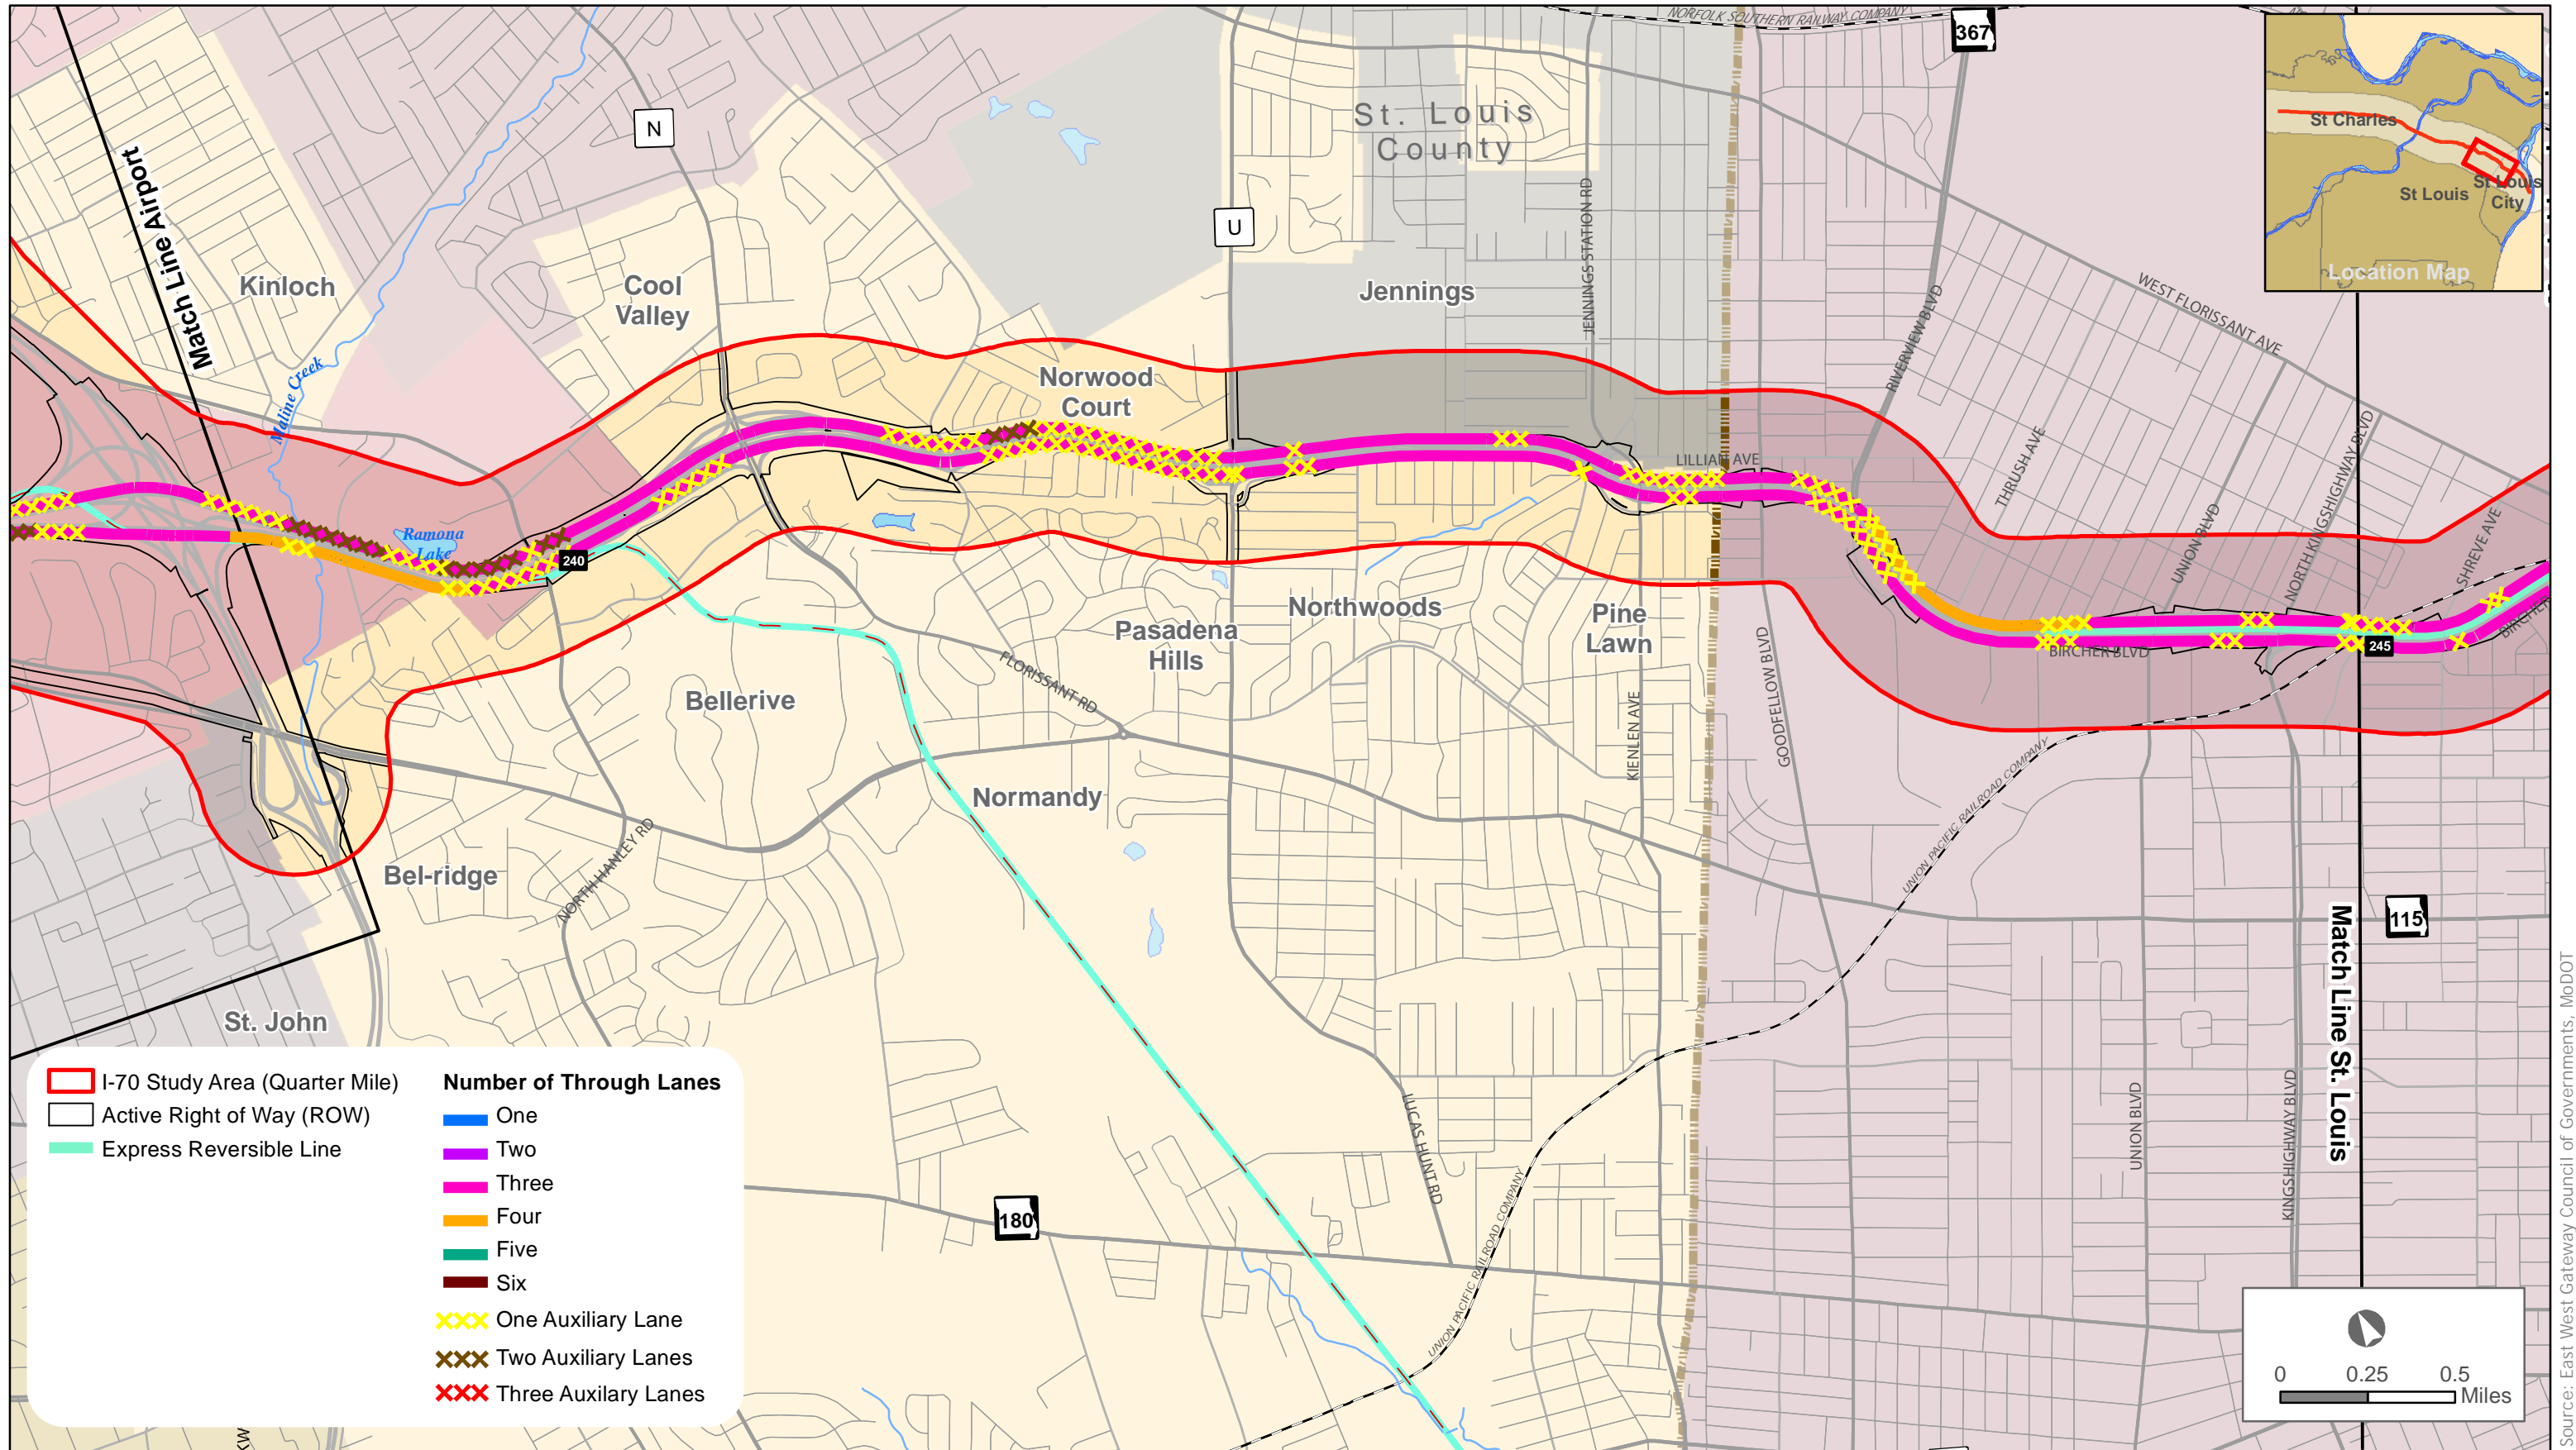 NORFOLK SOUTHERN RAILWAY COMPANY
367
N
St. Louis
County
St Charles
St Louis
St Louis
City
Location Map
Match Line Airport
U
JENNINGS STATION RD
Kinloch
Cool
Valley
Jennings
WEST FLORISSANT AVE
RIVERVIEW BLVD
Maline Creek
Norwood
Court
LILLIAN AVE
THRUSH AVE
UNION BLVD
NORTH KINGSHIGHWAY BLVD
SHREVE AVE
Ramona
Lake
240
Northwoods
Pine
Lawn
Pasadena
Hills
BIRCHER BLVD
245
BIRCHER
FLORISSANT RD
Bellerive
KIENLEN AVE
GOODFELLOW BLVD
Normandy
UNION PACIFIC RAILROAD COMPANY
Bel-ridge
NORTH HANLEY RD
115
Match Line St. Louis
St. John
LUCAS HUNT RD
UNION BLVD
KINGSHIGHWAY BLVD
180
UNION PACIFIC RAILROAD COMPANY
I-70 Study Area (Quarter Mile)
Active Right of Way (ROW)
Express Reversible Line
Number of Through Lanes
One
Two
Three
Four
Five
Six
One Auxiliary Lane
Two Auxiliary Lanes
Three Auxilary Lanes
0 0.25 0.5
Miles
Source: East West Gateway Council of Governments, MoDOT